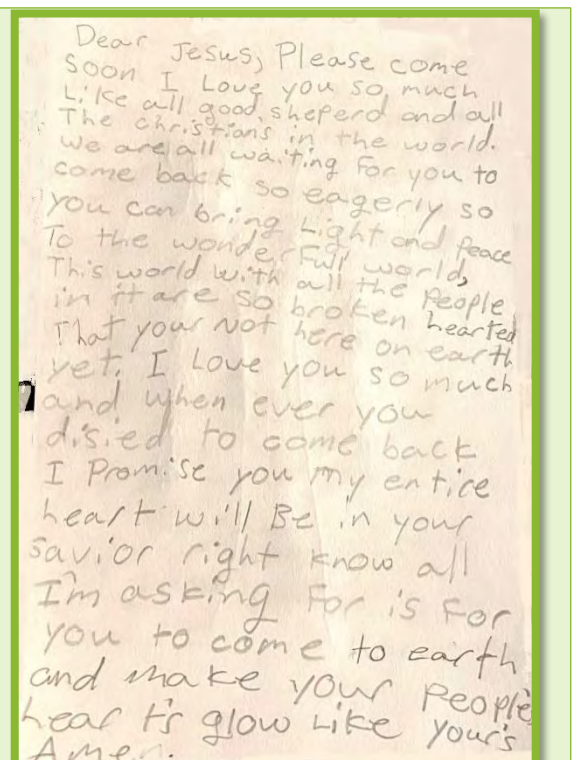 Dear Jesus, Please come
Soon I Love you so much
Like all good sheperd and all
The christians in the world.
We are all waiting for you to
come back so eagerly so
you can bring Light and Peace
To the wonderfull world,
This world with all the People
in it are so broken hearted
That your Not here on earth
yet. I Love you so much
and when ever you
disied to come back
I Promise you my entire
heart will Be in your
Savior right know all
I'm asking For is For
you to come to earth
and make your People
heart's glow Like your's
Amen.